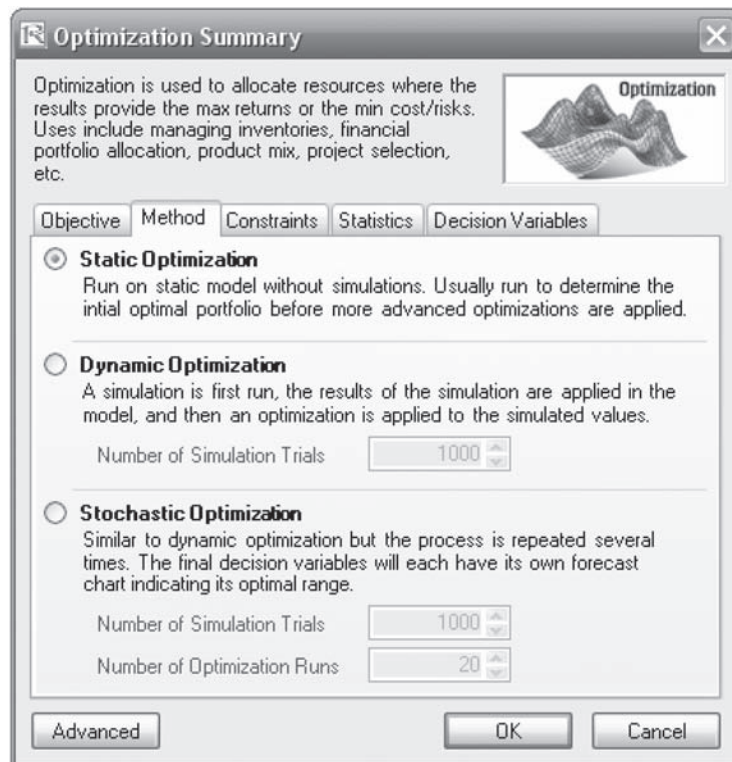 Optimization Summary
Optimization is used to allocate resources where the
results provide the max returns or the min cost/risks.
Uses include managing inventories, financial
portfolio allocation, product mix, project selection,
etc.
Optimization
Objective Method Constraints Statistics Decision Variables
Static Optimization
Run on static model without simulations. Usually run to determine the
intial optimal portfolio before more advanced optimizations are applied.
Dynamic Optimization
A simulation is first run, the results of the simulation are applied in the
model, and then an optimization is applied to the simulated values.
Number of Simulation Trials 1000
Stochastic Optimization
Similar to dynamic optimization but the process is repeated several
times. The final decision variables will each have its own forecast
chart indicating its optimal range.
Number of Simulation Trials 1000
Number of Optimization Runs 20
Advanced OK Cancel